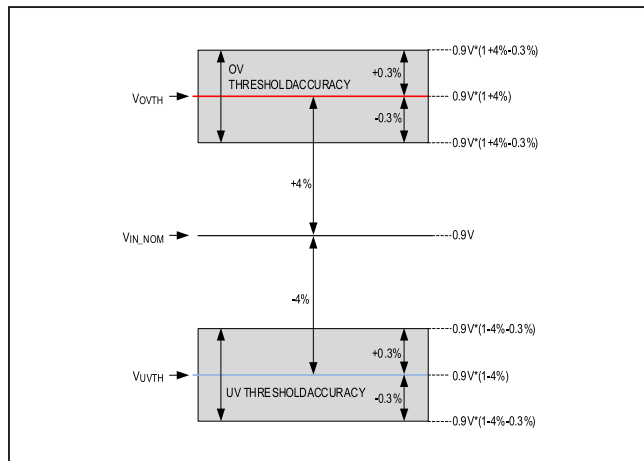 0.9V*(1+4%-0.3%)
OV
THRESHOLDACCURACY
+0.3%
VOVTH
0.9V*(1+4%)
-0.3%
0.9V*(1+4%-0.3%)
+4%
VIN_NOM
0.9V
-4%
0.9V*(1-4%-0.3%)
+0.3%
VUVTH
0.9V*(1-4%)
UV THRESHOLDACCURACY
-0.3%
0.9V*(1-4%-0.3%)